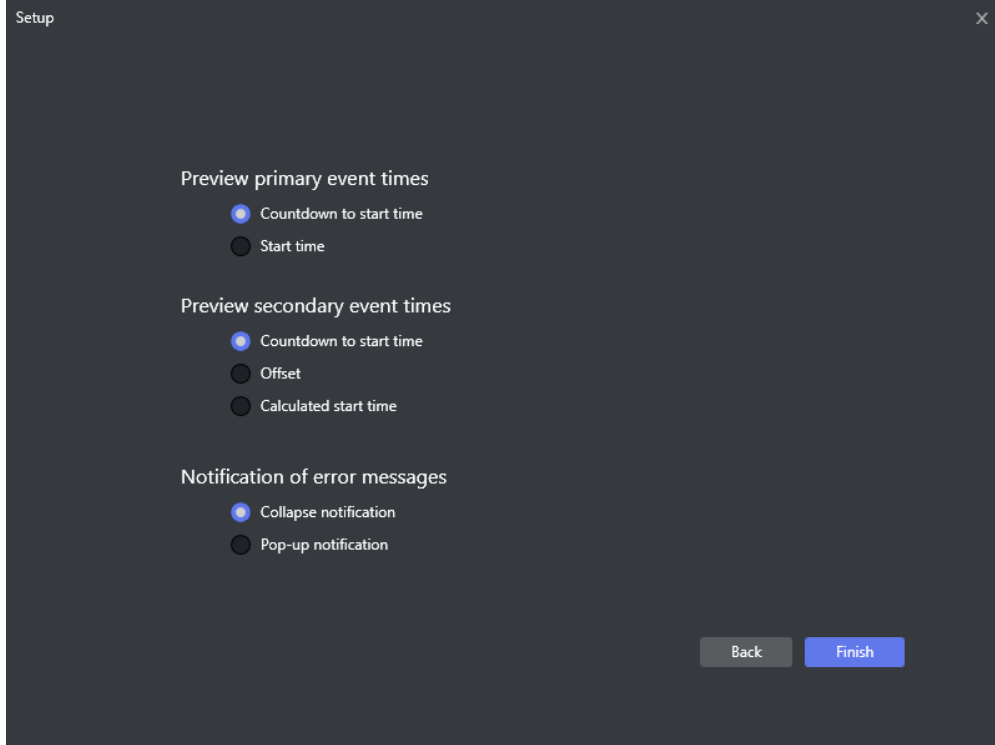 Setup
Preview primary event times
Countdown to start time
Start time
Preview secondary event times
Countdown to start time
Offset
Calculated start time
Notification of error messages
Collapse notification
Pop-up notification
Back Finish